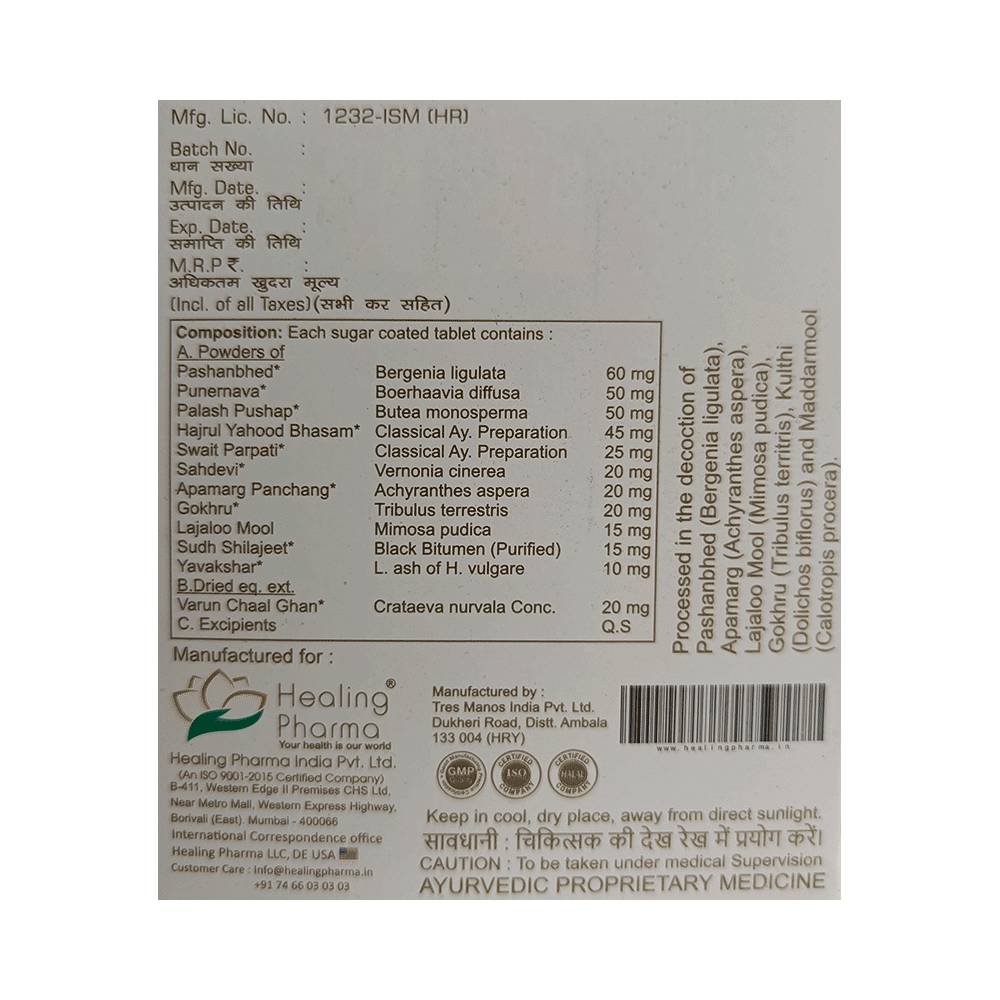 Mfg. Lic. No. : 1232-ISM (HR)
Batch No. :
धान सख्या
Mfg. Date. :
उत्पादन की तिथि
Exp. Date. :
समाप्ति की तिथि
M.R.P ₹. :
अधिकतम खुदरा मूल्य
(Incl. of all Taxes) (सभी कर सहित)
Composition: Each sugar coated tablet contains :
A. Powders of
Pashanbhed* Bergenia ligulata 60 mg
Punernava* Boerhaavia diffusa 50 mg
Palash Pushap* Butea monosperma 50 mg
Hajrul Yahood Bhasam* Classical Ay. Preparation 45 mg
Swait Parpati* Classical Ay. Preparation 25 mg
Sahdevi* Vernonia cinerea 20 mg
Apamarg Panchang* Achyranthes aspera 20 mg
Gokhru* Tribulus terrestris 20 mg
Lajaloo Mool Mimosa pudica 15 mg
Sudh Shilajeet* Black Bitumen (Purified) 15 mg
Yavakshar* L. ash of H. vulgare 10 mg
B.Dried eq. ext.
Varun Chaal Ghan* Crataeva nurvala Conc. 20 mg
C. Excipients Q.S
Processed in the decoction of
Pashanbhed (Bergenia ligulata),
Apamarg (Achyranthes aspera),
Lajaloo Mool (Mimosa pudica),
Gokhru (Tribulus territris), Kulthi
(Dolichos biflorus) and Maddarmool
(Calotropis procera).
Manufactured for :
Healing®
Pharma
Your health is our world
Healing Pharma India Pvt. Ltd.
(An ISO 9001-2015 Certified Company)
B-411, Western Edge II Premises CHS Ltd,
Near Metro Mall, Western Express Highway,
Borivali (East). Mumbai - 400066
International Correspondence office
Healing Pharma LLC, DE USA
Customer Care : Info@healingpharma.in
+91 74 66 03 03 03
Manufactured by :
Tres Manos India Pvt. Ltd.
Dukheri Road, Distt. Ambala
133 004 (HRY)
www.healingpharma.in
GMP
CERTIFIED
ISO
COMPANY
CERTIFIED
HALAL
COMPANY
Keep in cool, dry place, away from direct sunlight.
सावधानी : चिकित्सक की देख रेख में प्रयोग करें।
CAUTION : To be taken under medical Supervision
AYURVEDIC PROPRIETARY MEDICINE